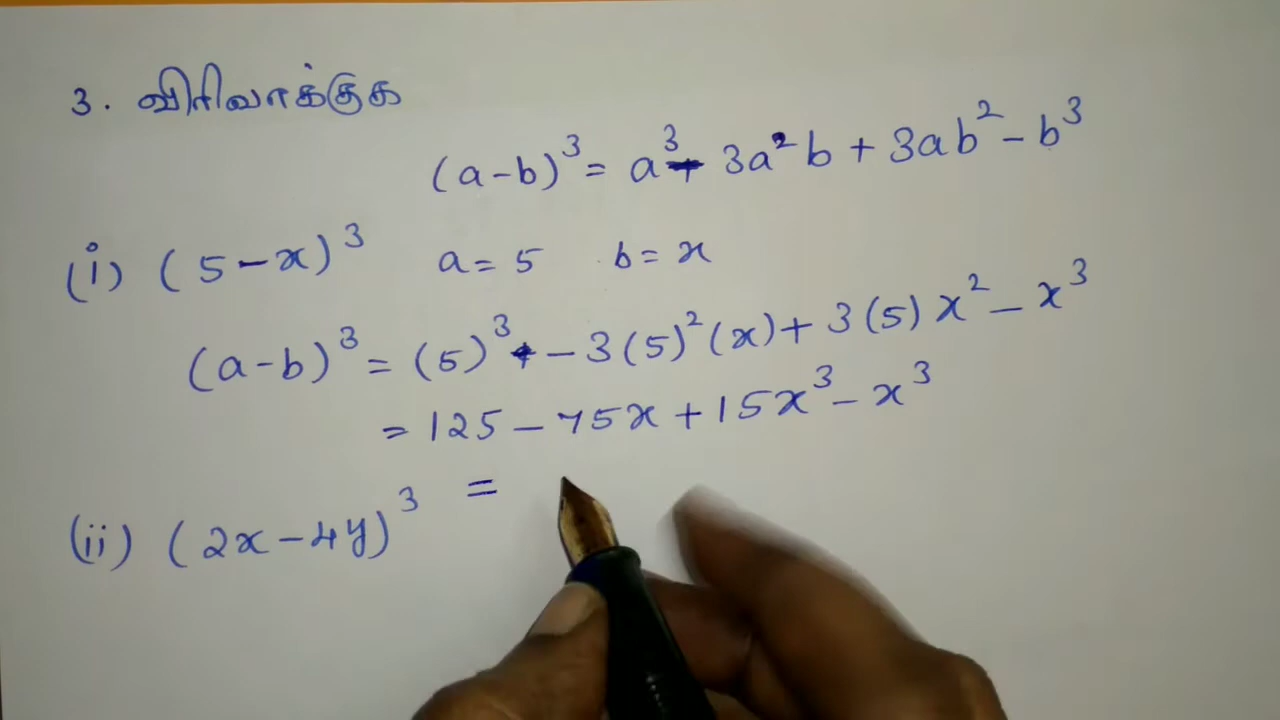 3. விரிவாக்குக
(a-b)³ = a³ - 3a²b + 3ab² - b³
(i) (5-x)³ a = 5 b = x
(a-b)³ = (5)³ - 3(5)²(x) + 3(5)x² - x³
= 125 - 75x + 15x³ - x³
(ii) (2x-4y)³ =